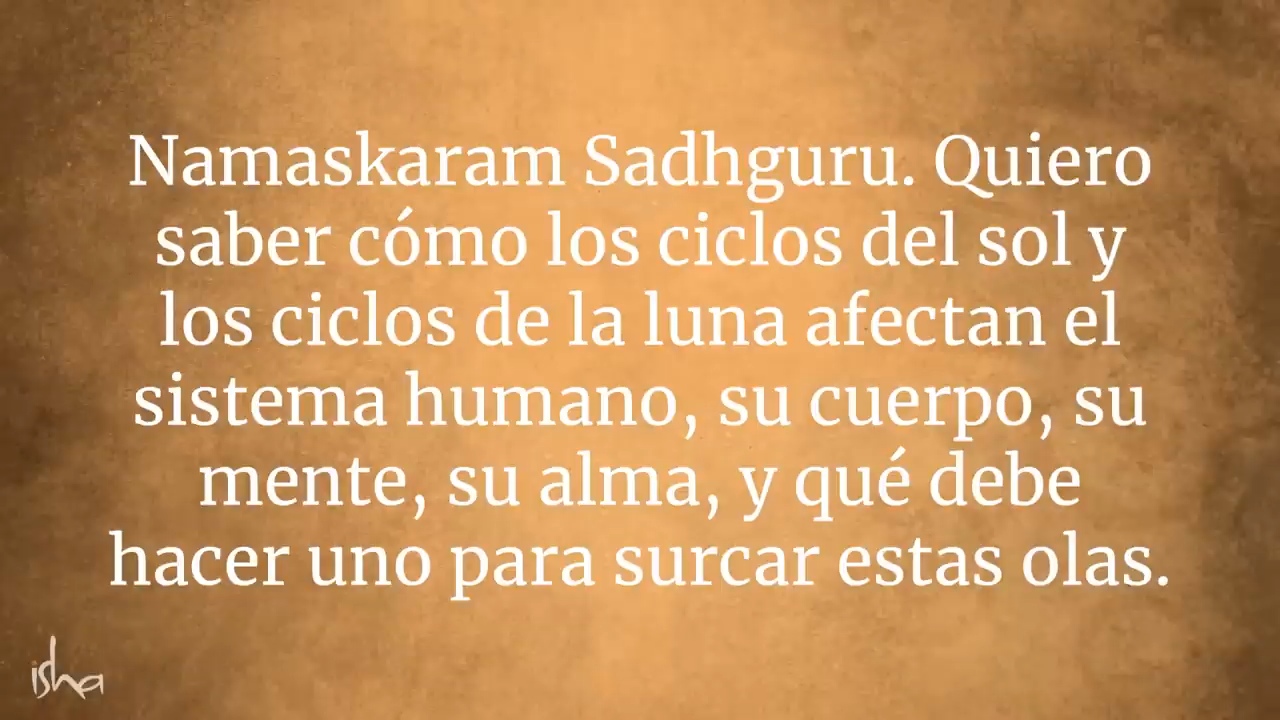 Namaskaram Sadhguru. Quiero
saber cómo los ciclos del sol y
los ciclos de la luna afectan el
sistema humano, su cuerpo, su
mente, su alma, y qué debe
hacer uno para surcar estas olas.
isha